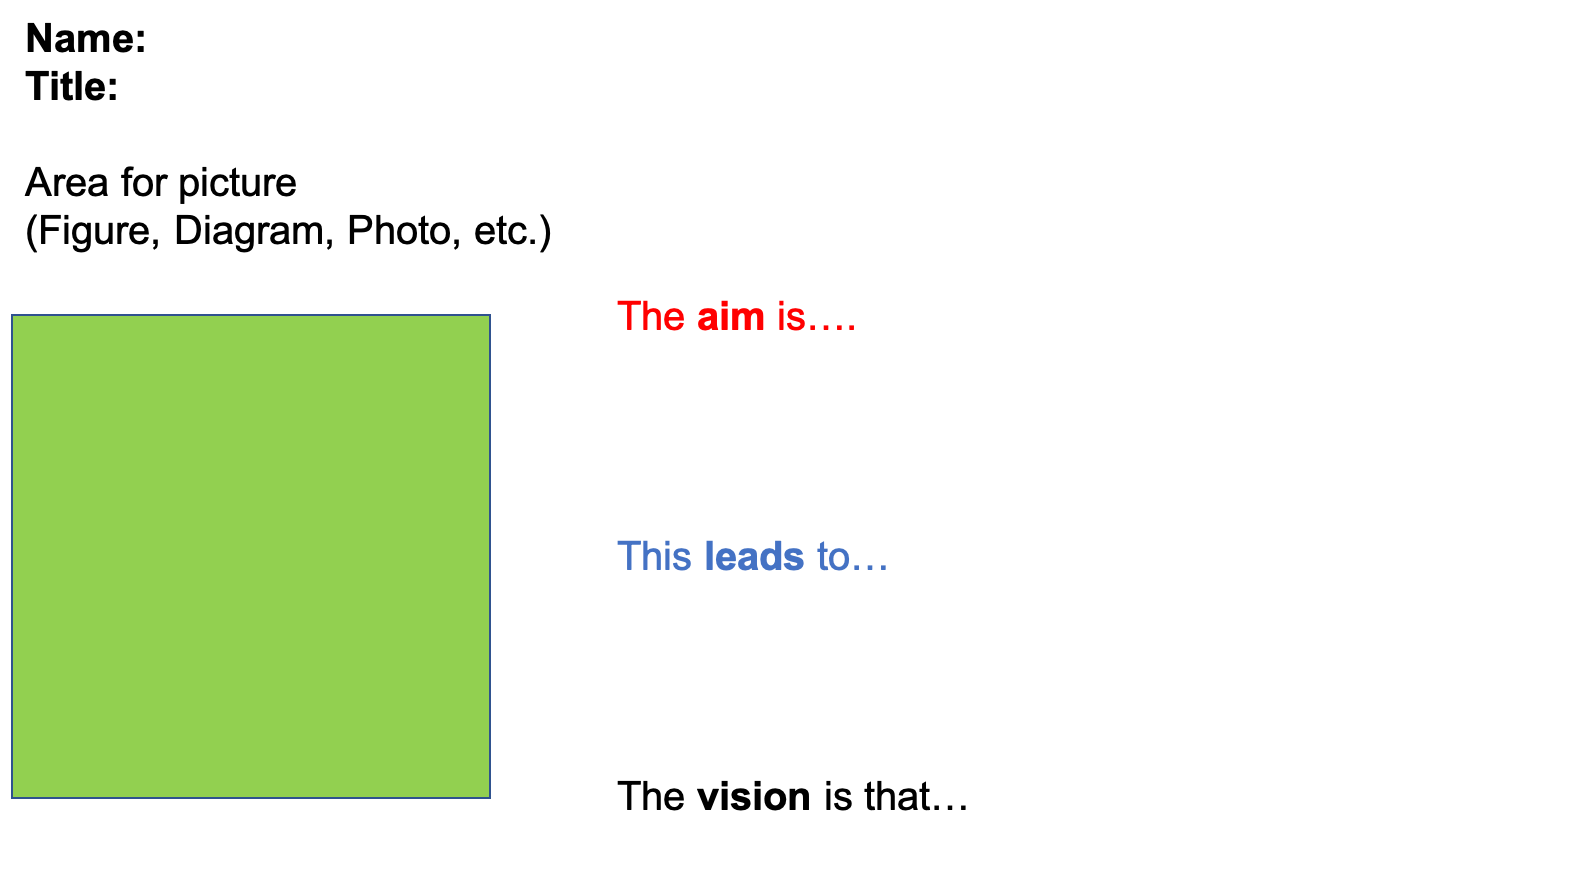 Name:
Title:
Area for picture
(Figure, Diagram, Photo, etc.)
The aim is….
This leads to…
The vision is that…